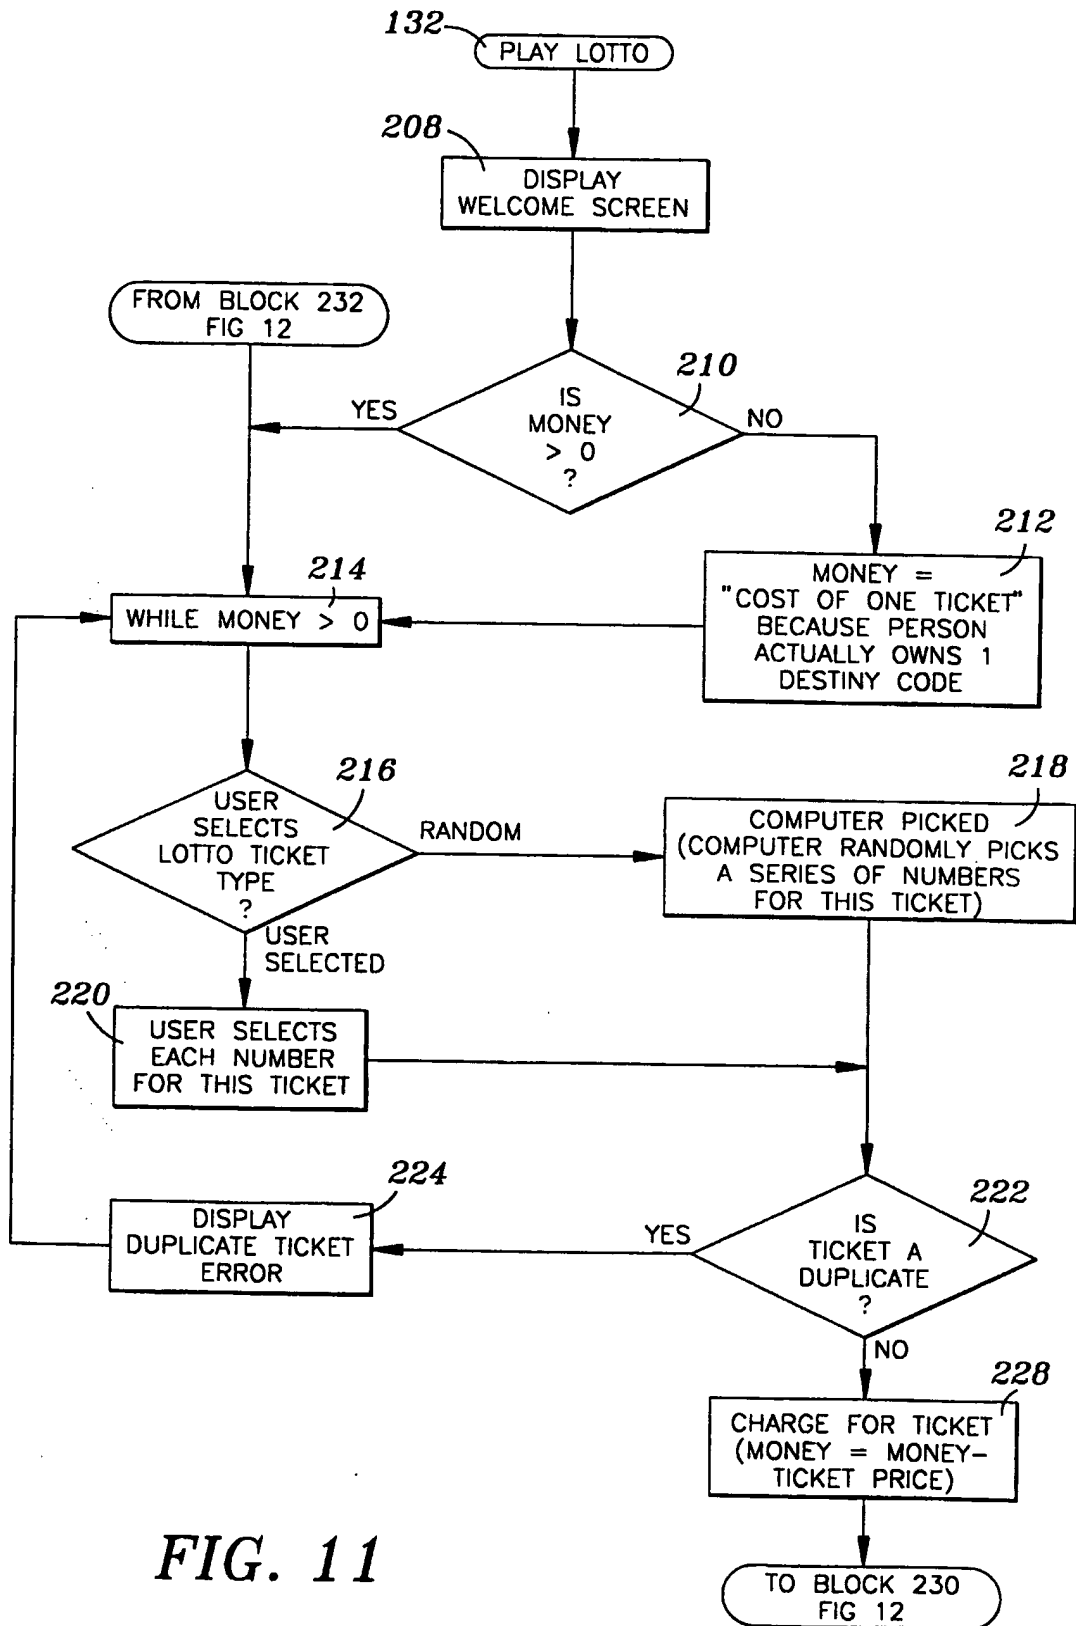 132
PLAY LOTTO
208
DISPLAY
WELCOME SCREEN
FROM BLOCK 232
FIG 12
210
IS
MONEY
> 0
?
YES
NO
212
MONEY =
"COST OF ONE TICKET"
BECAUSE PERSON
ACTUALLY OWNS 1
DESTINY CODE
214
WHILE MONEY > 0
216
USER
SELECTS
LOTTO TICKET
TYPE
?
RANDOM
218
COMPUTER PICKED
(COMPUTER RANDOMLY PICKS
A SERIES OF NUMBERS
FOR THIS TICKET)
USER
SELECTED
220
USER SELECTS
EACH NUMBER
FOR THIS TICKET
224
DISPLAY
DUPLICATE TICKET
ERROR
YES
222
IS
TICKET A
DUPLICATE
?
NO
228
CHARGE FOR TICKET
(MONEY = MONEY-
TICKET PRICE)
TO BLOCK 230
FIG 12
FIG. 11